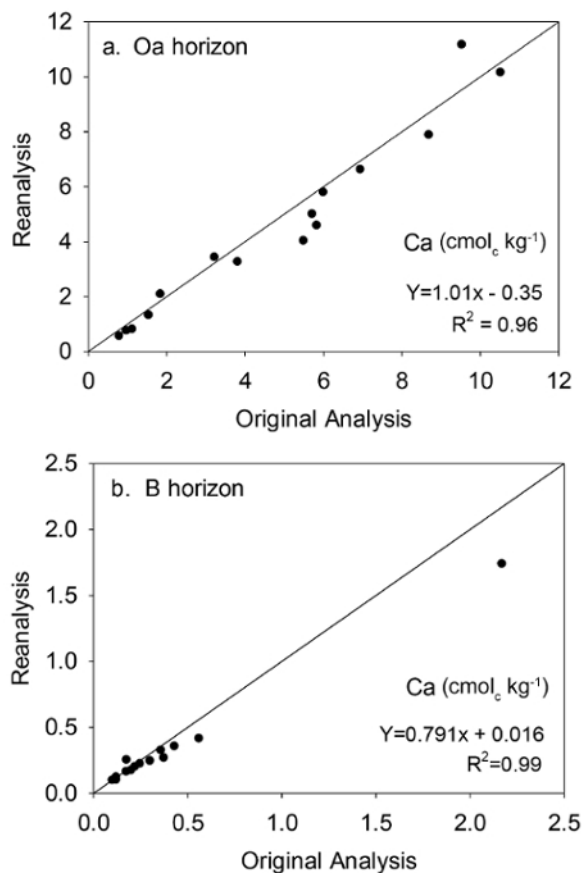 a. Oa horizon
12
10
8
6
4
2
0
Reanalysis
Ca (cmol_c kg⁻¹)
Y=1.01x - 0.35
R² = 0.96
0 2 4 6 8 10 12
Original Analysis
b. B horizon
2.5
2.0
1.5
1.0
0.5
0.0
Reanalysis
Ca (cmol_c kg⁻¹)
Y=0.791x + 0.016
R²=0.99
0.0 0.5 1.0 1.5 2.0 2.5
Original Analysis